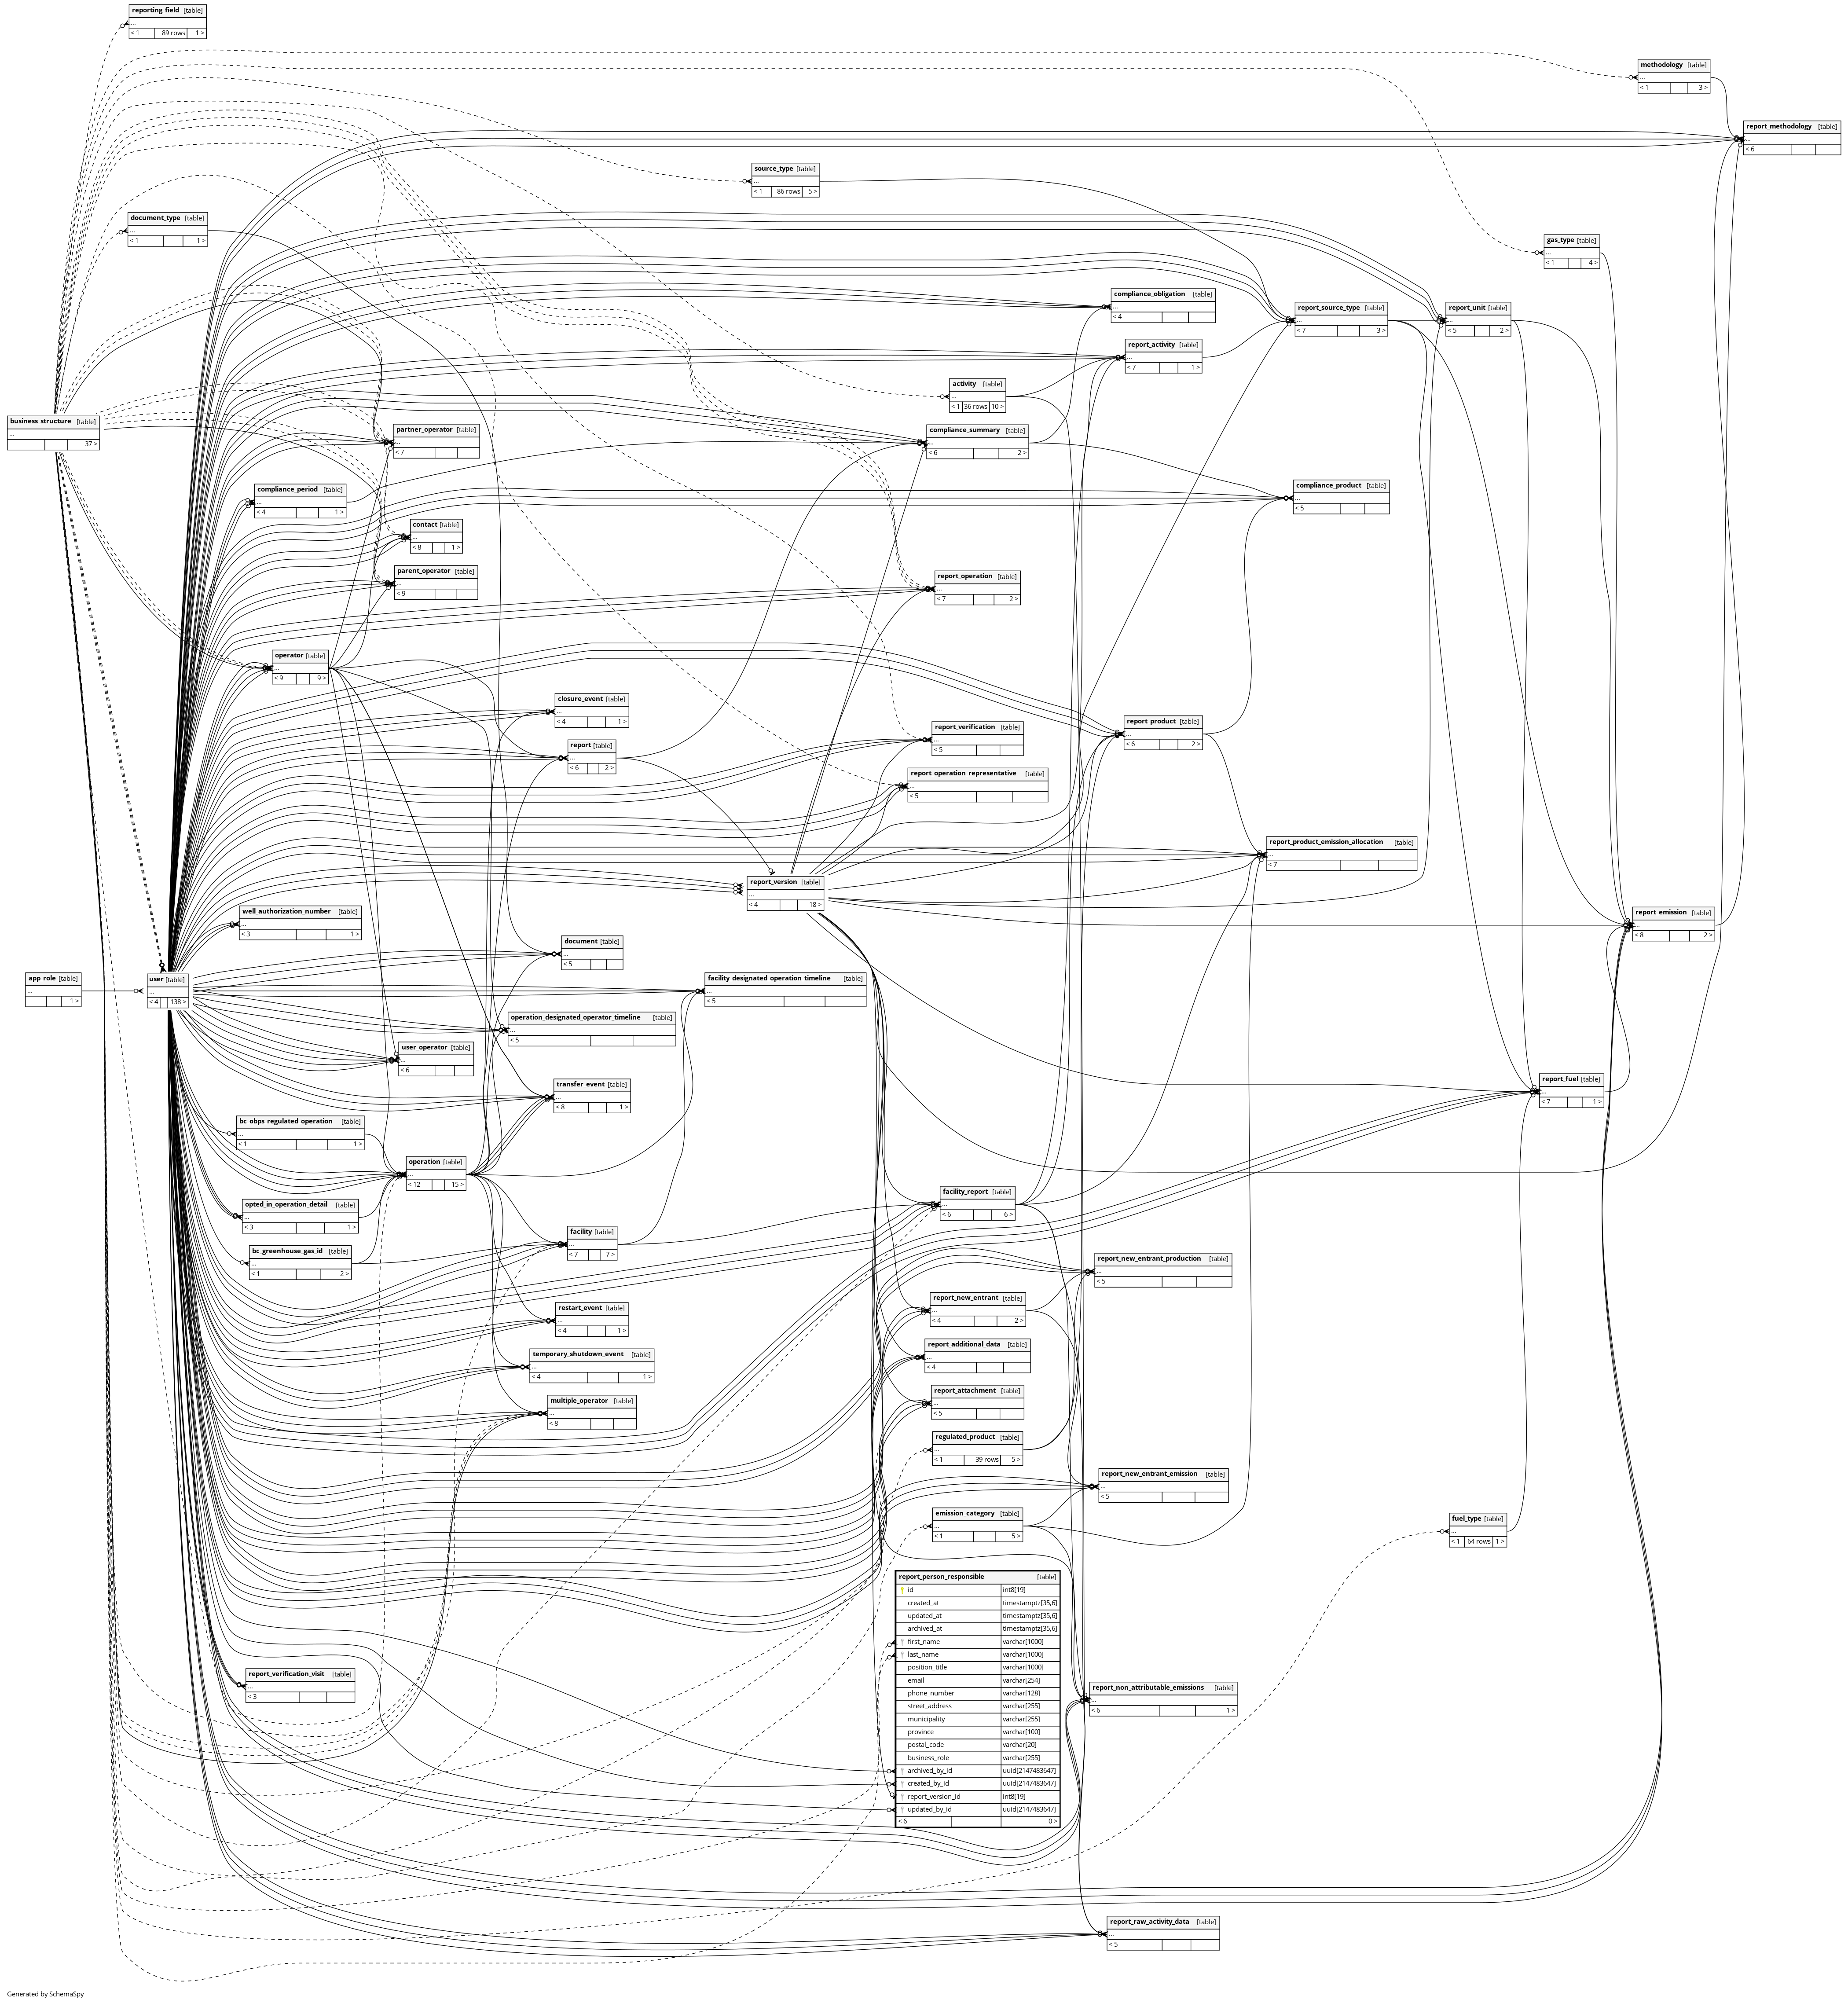 reporting_field [table]
...
< 1 89 rows 1 >
methodology [table]
...
< 1 3 >
report_methodology [table]
...
< 6
source_type [table]
...
< 1 86 rows 5 >
document_type [table]
...
< 1 1 >
gas_type [table]
...
< 1 4 >
compliance_obligation [table]
...
< 4
report_source_type [table]
...
< 7 3 >
report_unit [table]
...
< 5 2 >
report_activity [table]
...
< 7 1 >
activity [table]
...
< 1 36 rows 10 >
business_structure [table]
...
37 >
partner_operator [table]
...
< 7
compliance_summary [table]
...
< 6 2 >
compliance_period [table]
...
< 4 1 >
compliance_product [table]
...
< 5
contact [table]
...
< 8 1 >
parent_operator [table]
...
< 9
report_operation [table]
...
< 7 2 >
operator [table]
...
< 9 9 >
closure_event [table]
...
< 4 1 >
report_verification [table]
...
< 5
report_product [table]
...
< 6 2 >
report [table]
...
< 6 2 >
report_operation_representative [table]
...
< 5
report_product_emission_allocation [table]
...
< 7
report_version [table]
...
< 4 18 >
well_authorization_number [table]
...
< 3 1 >
report_emission [table]
...
< 8 2 >
document [table]
...
< 5
app_role [table]
...
1 >
user [table]
...
< 4 138 >
facility_designated_operation_timeline [table]
...
< 5
operation_designated_operator_timeline [table]
...
< 5
user_operator [table]
...
< 6
transfer_event [table]
...
< 8 1 >
report_fuel [table]
...
< 7 1 >
bc_obps_regulated_operation [table]
...
< 1 1 >
operation [table]
...
< 12 15 >
facility_report [table]
...
< 6 6 >
opted_in_operation_detail [table]
...
< 3 1 >
facility [table]
...
< 7 7 >
bc_greenhouse_gas_id [table]
...
< 1 2 >
report_new_entrant_production [table]
...
< 5
report_new_entrant [table]
...
< 4 2 >
restart_event [table]
...
< 4 1 >
report_additional_data [table]
...
< 4
temporary_shutdown_event [table]
...
< 4 1 >
report_attachment [table]
...
< 5
multiple_operator [table]
...
< 8
regulated_product [table]
...
< 1 39 rows 5 >
report_new_entrant_emission [table]
...
< 5
emission_category [table]
...
< 1 5 >
fuel_type [table]
...
< 1 64 rows 1 >
report_person_responsible [table]
id int8[19]
created_at timestamptz[35,6]
updated_at timestamptz[35,6]
archived_at timestamptz[35,6]
first_name varchar[1000]
last_name varchar[1000]
position_title varchar[1000]
email varchar[254]
phone_number varchar[128]
street_address varchar[255]
municipality varchar[255]
province varchar[100]
postal_code varchar[20]
business_role varchar[255]
archived_by_id uuid[2147483647]
created_by_id uuid[2147483647]
report_version_id int8[19]
updated_by_id uuid[2147483647]
< 6 0 >
report_verification_visit [table]
...
< 3
report_non_attributable_emissions [table]
...
< 6 1 >
report_raw_activity_data [table]
...
< 5
Generated by SchemaSpy